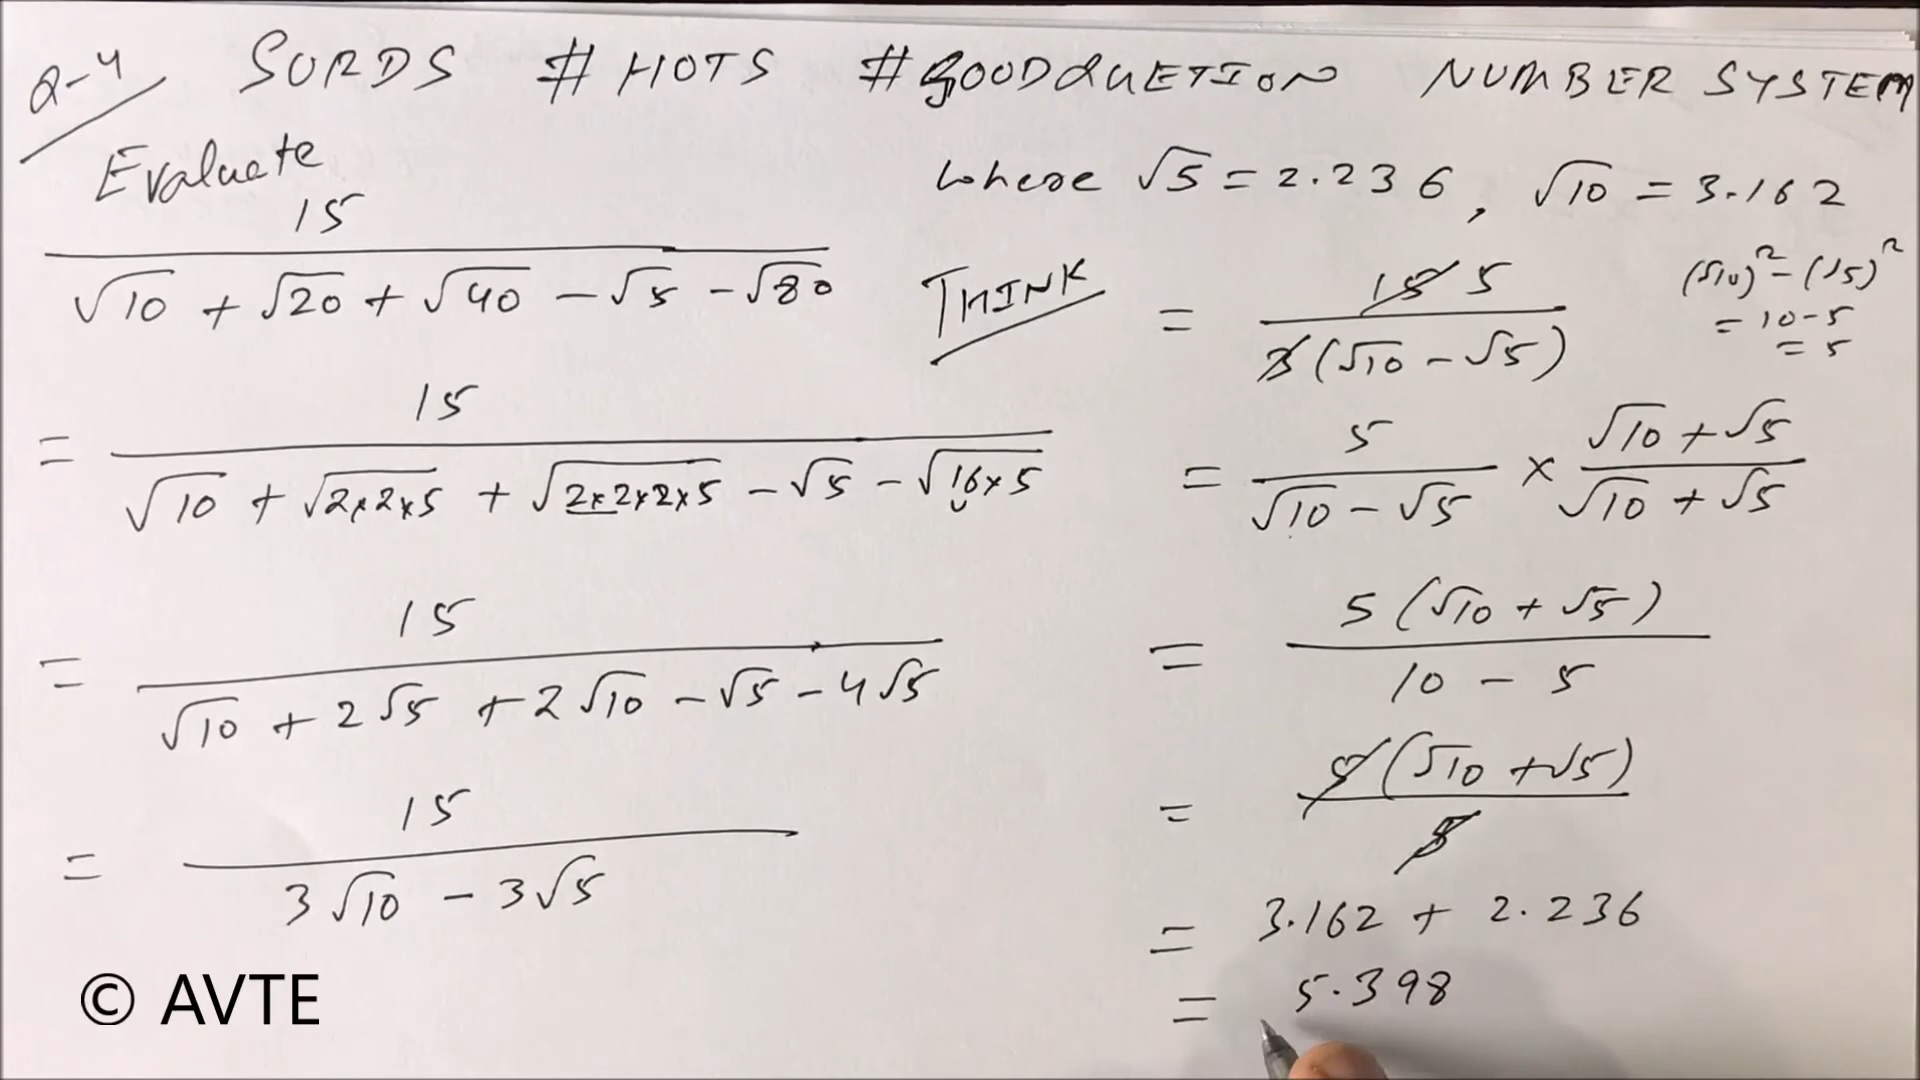 Q-4 SURDS #HOTS #GOODQUETION NUMBER SYSTEM
Evaluate
15
√10 + √20 + √40 - √5 - √80
= 15
√10 + √2×2×5 + √2×2×2×5 - √5 - √16×5
= 15
√10 + 2√5 + 2√10 - √5 - 4√5
= 15
3√10 - 3√5
© AVTE
where √5 = 2.236, √10 = 3.162
THINK
= 15 5
3(√10 - √5)
(√10)² - (√5)²
= 10-5
= 5
= 5 × √10 + √5
√10 - √5 √10 + √5
= 5(√10 + √5)
10 - 5
= 5(√10 + √5)
5
= 3.162 + 2.236
= 5.398